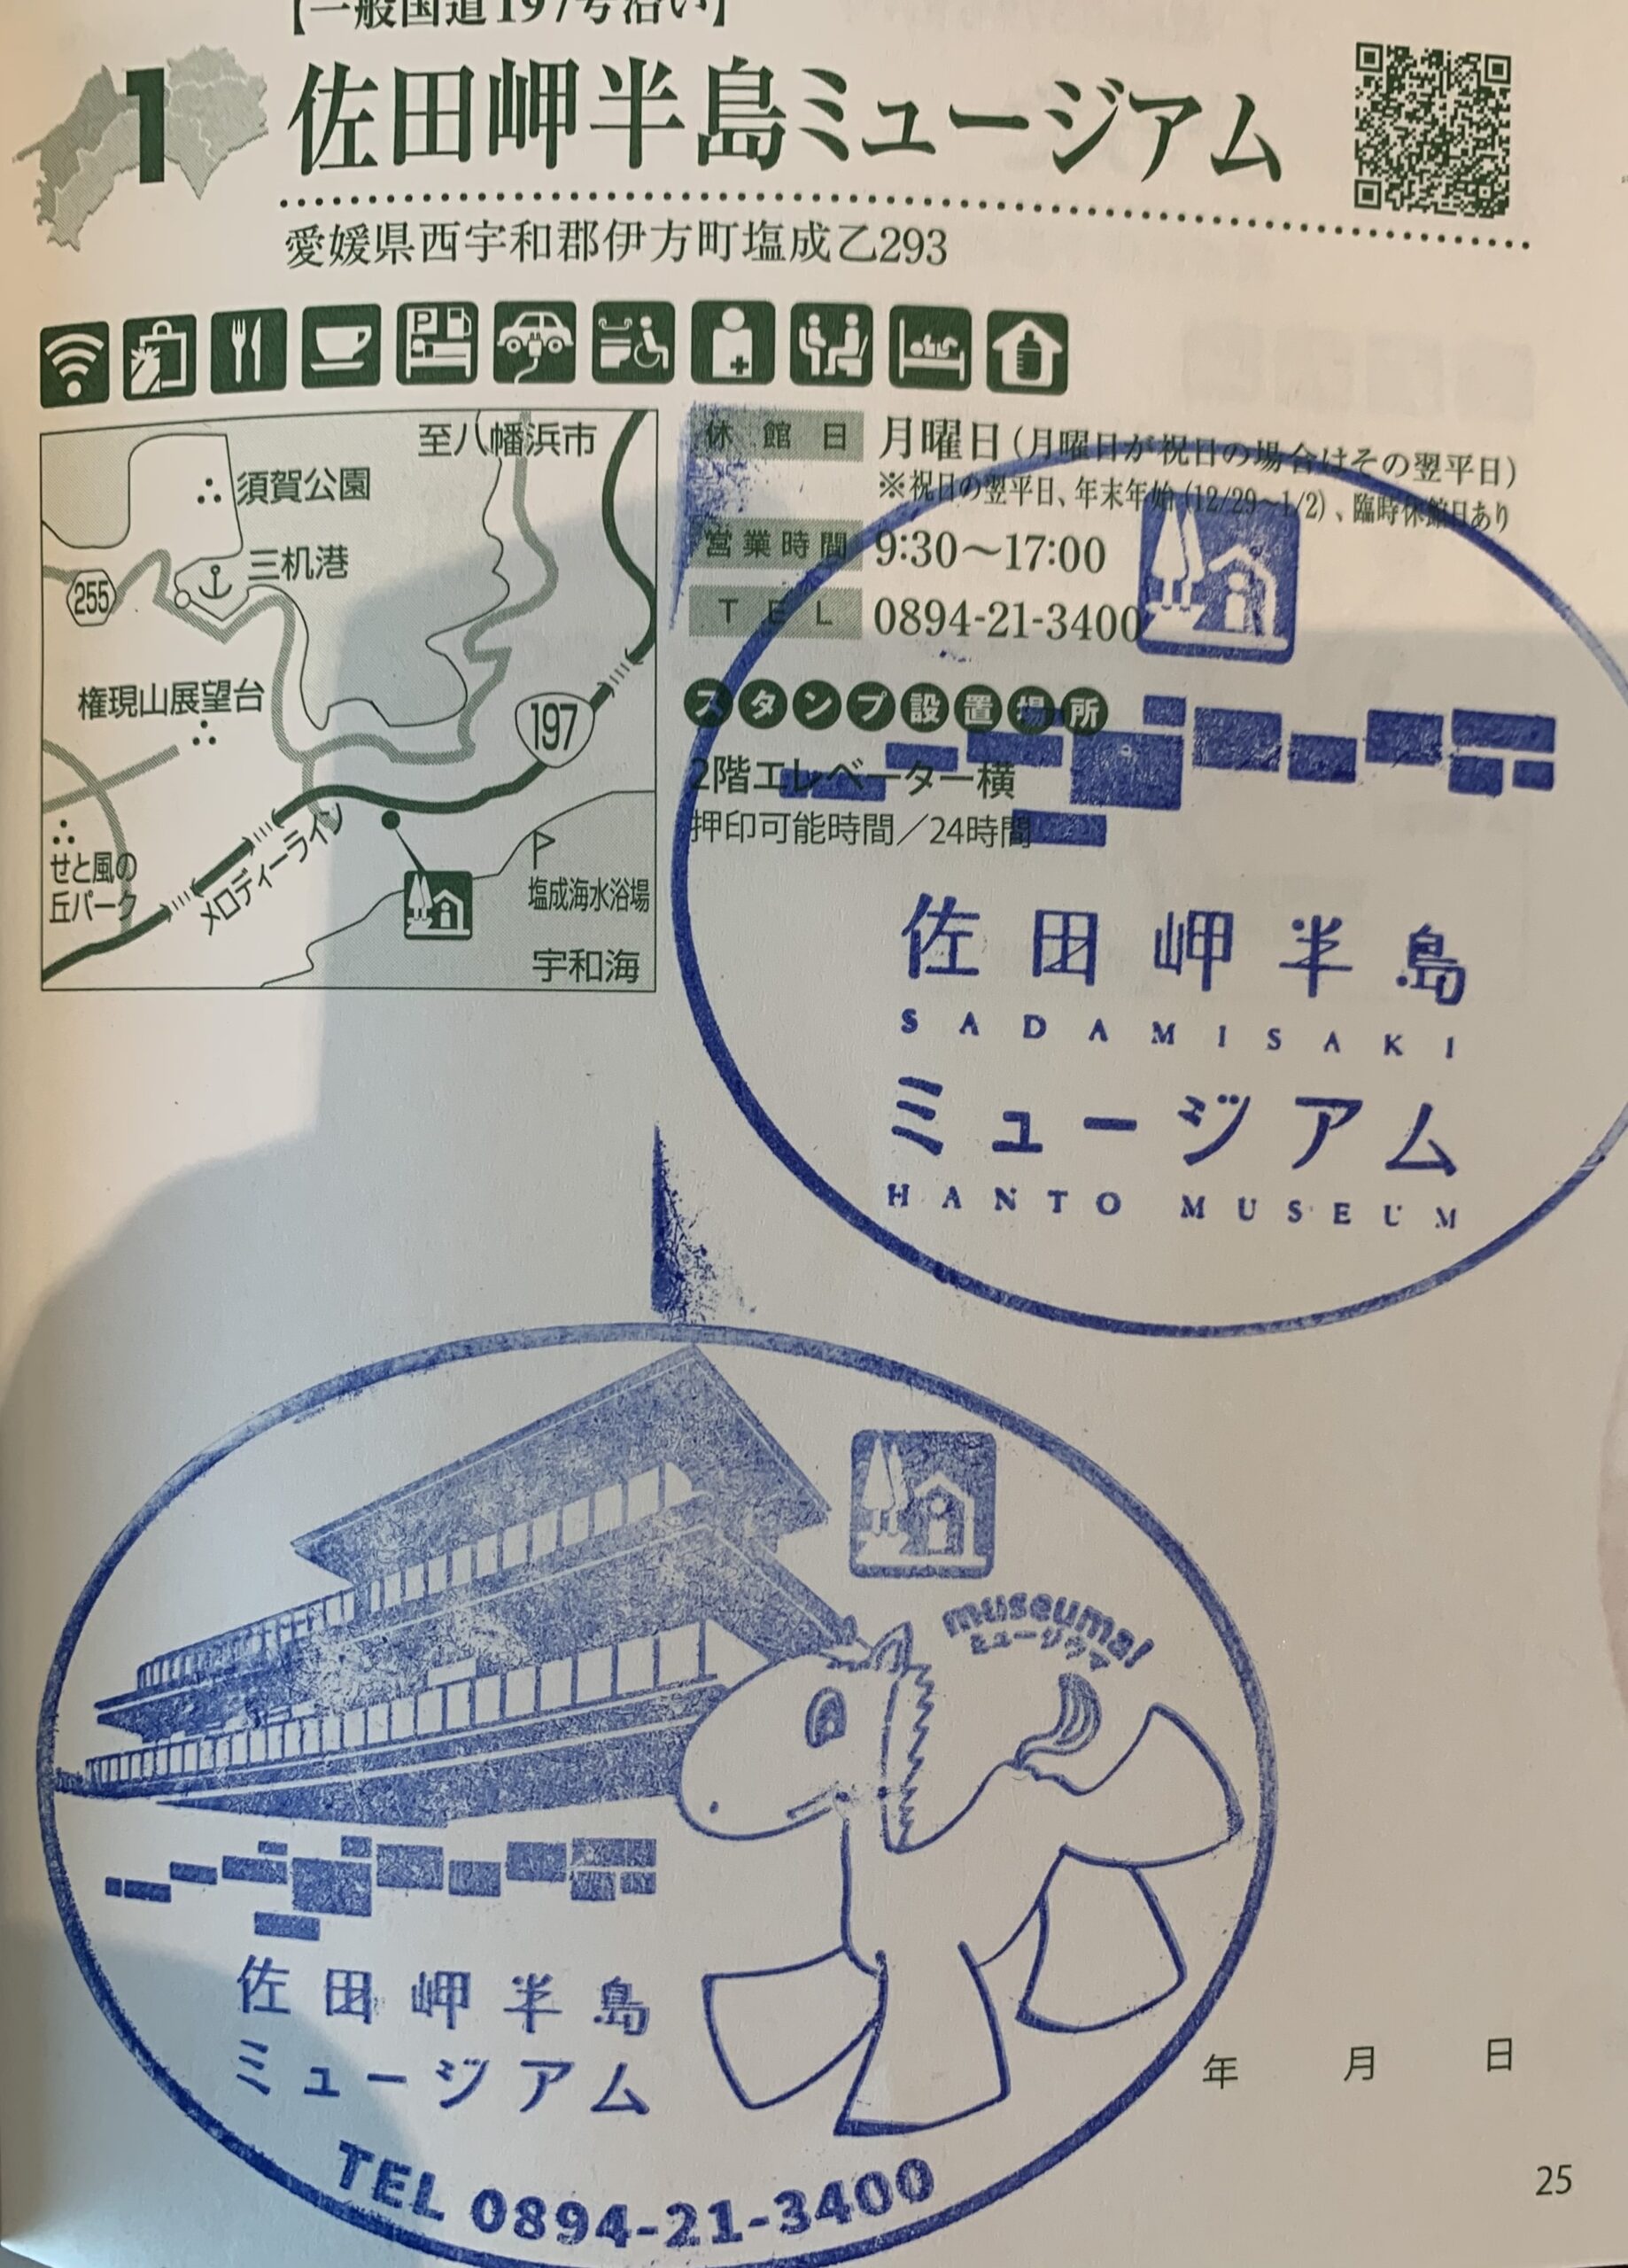 【一般国道197号沿い】
1
佐田岬半島ミュージアム
愛媛県西宇和郡伊方町塩成乙293
P
至八幡浜市
須賀公園
三机港
255
権現山展望台
197
メロディーライン
せと風の
丘パーク
塩成海水浴場
宇和海
休館日 月曜日(月曜日が祝日の場合はその翌平日)
※祝日の翌平日、年末年始(12/29~1/2)、臨時休館日あり
営業時間 9:30～17:00
TEL 0894-21-3400
スタンプ設置場所
2階エレベーター横
押印可能時間／24時間
佐田岬半島
SADAMISAKI
ミュージアム
HANTO MUSEUM
museuma!
ミュージウマ
佐田岬半島
ミュージアム
TEL 0894-21-3400
年 月 日
25